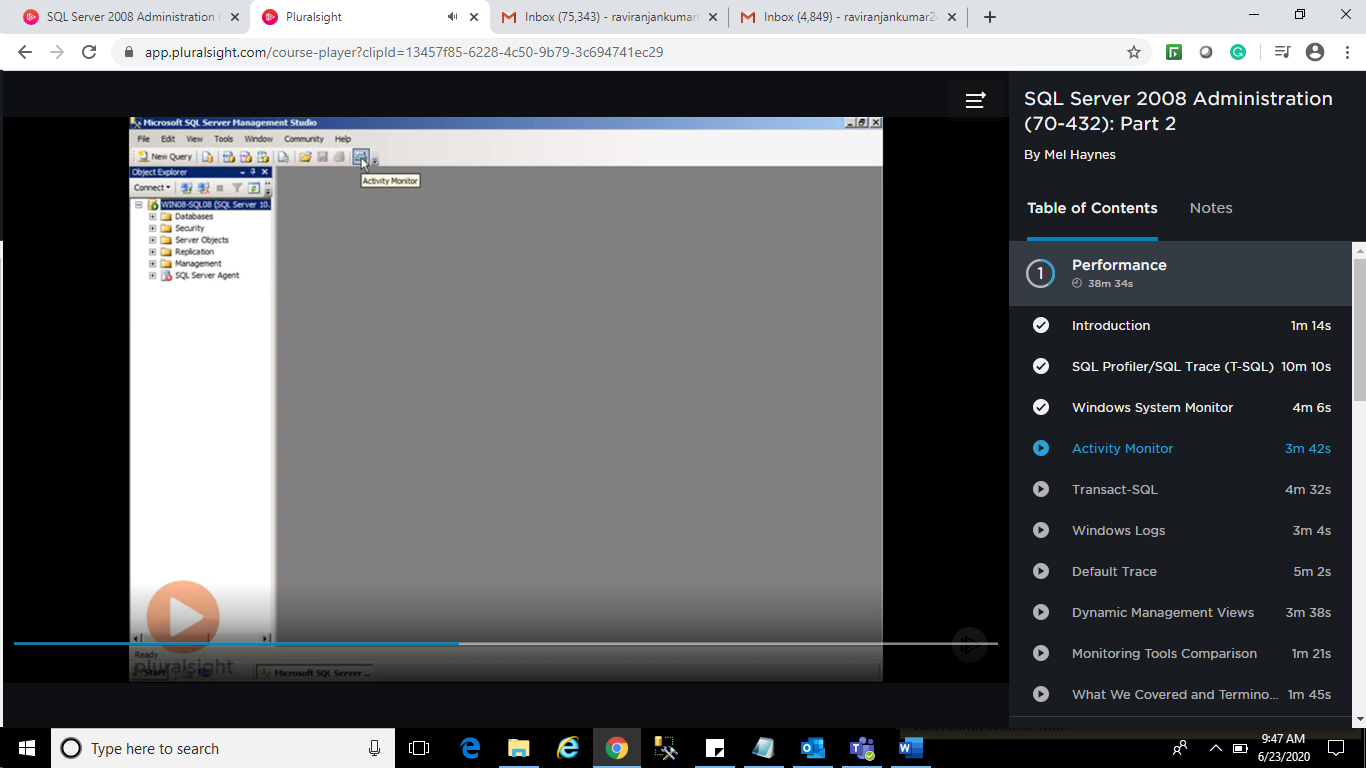 SQL Server 2008 Administration (
Pluralsight
Inbox (75,343) - raviranjankumar
Inbox (4,849) - raviranjankumar2
app.pluralsight.com/course-player?clipId=13457f85-6228-4c50-9b79-3c694741ec29
Microsoft SQL Server Management Studio
File Edit View Tools Window Community Help
New Query
Activity Monitor
Object Explorer
Connect
WIN08-SQL08 (SQL Server 10.
Databases
Security
Server Objects
Replication
Management
SQL Server Agent
Ready
pluralsight
Start
Microsoft SQL Server ...
SQL Server 2008 Administration
(70-432): Part 2
By Mel Haynes
Table of Contents Notes
1
Performance
38m 34s
Introduction 1m 14s
SQL Profiler/SQL Trace (T-SQL) 10m 10s
Windows System Monitor 4m 6s
Activity Monitor 3m 42s
Transact-SQL 4m 32s
Windows Logs 3m 4s
Default Trace 5m 2s
Dynamic Management Views 3m 38s
Monitoring Tools Comparison 1m 21s
What We Covered and Termino... 1m 45s
Type here to search
9:47 AM
6/23/2020